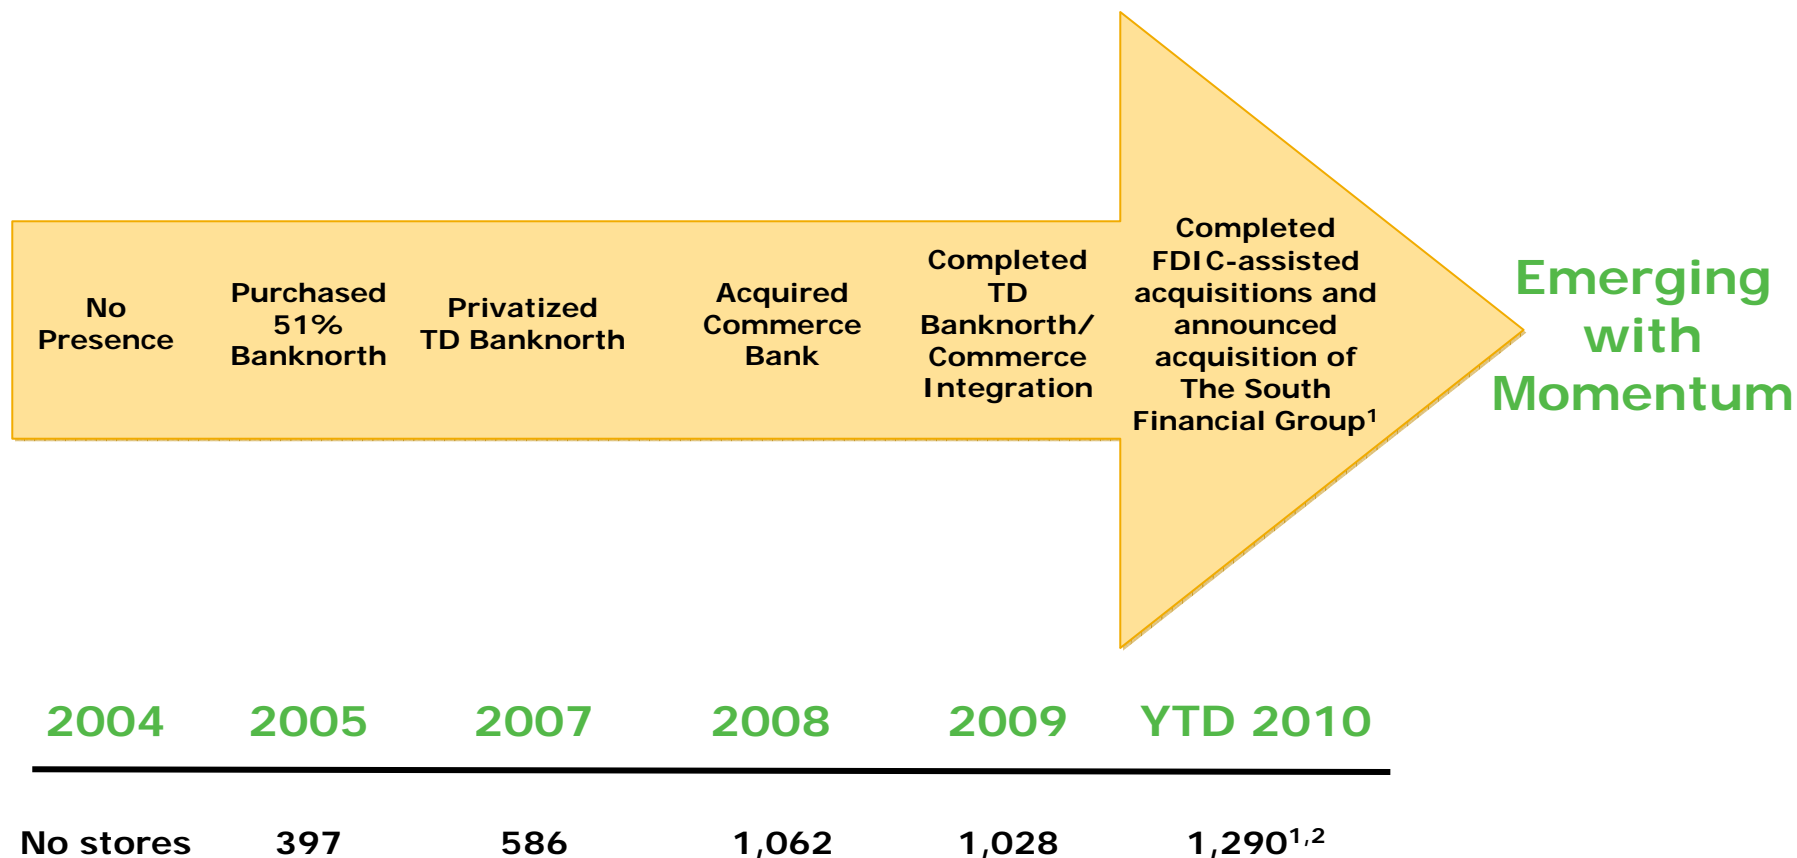 No
Presence
Purchased
51%
Banknorth
Privatized
TD Banknorth
Acquired
Commerce
Bank
Completed
TD
Banknorth/
Commerce
Integration
Completed
FDIC-assisted
acquisitions and
announced
acquisition of
The South
Financial Group¹
Emerging
with
Momentum
2004 2005 2007 2008 2009 YTD 2010
No stores 397 586 1,062 1,028 1,290¹,²